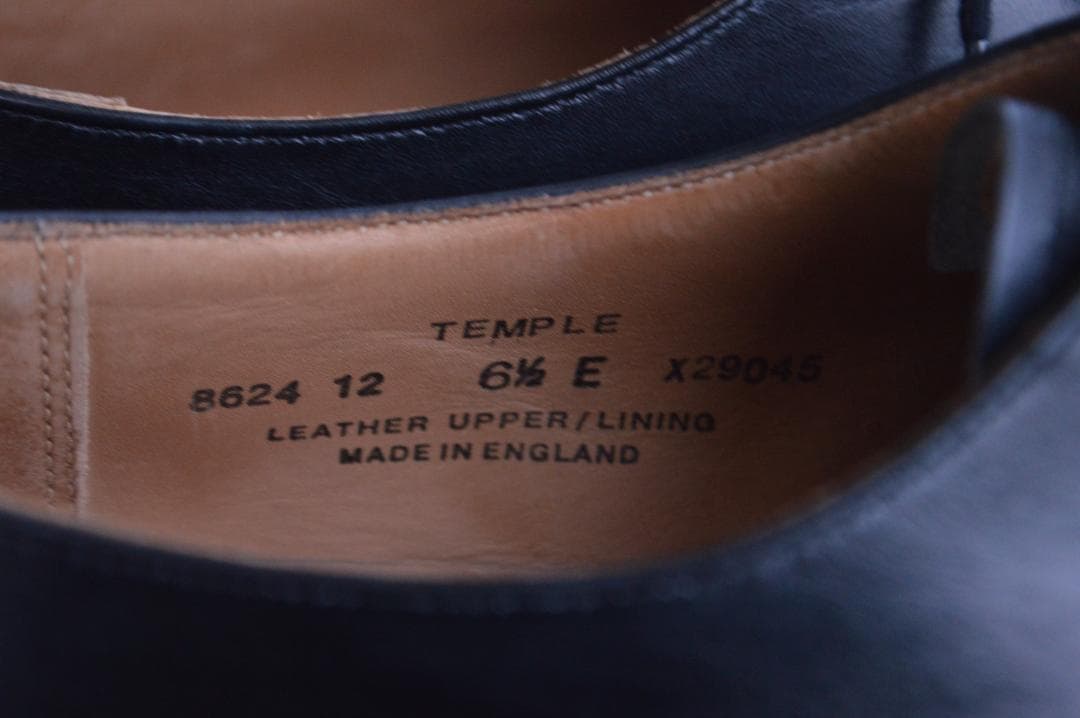 TEMPLE
8624 12 6½ E X29045
LEATHER UPPER/LINING
MADE IN ENGLAND